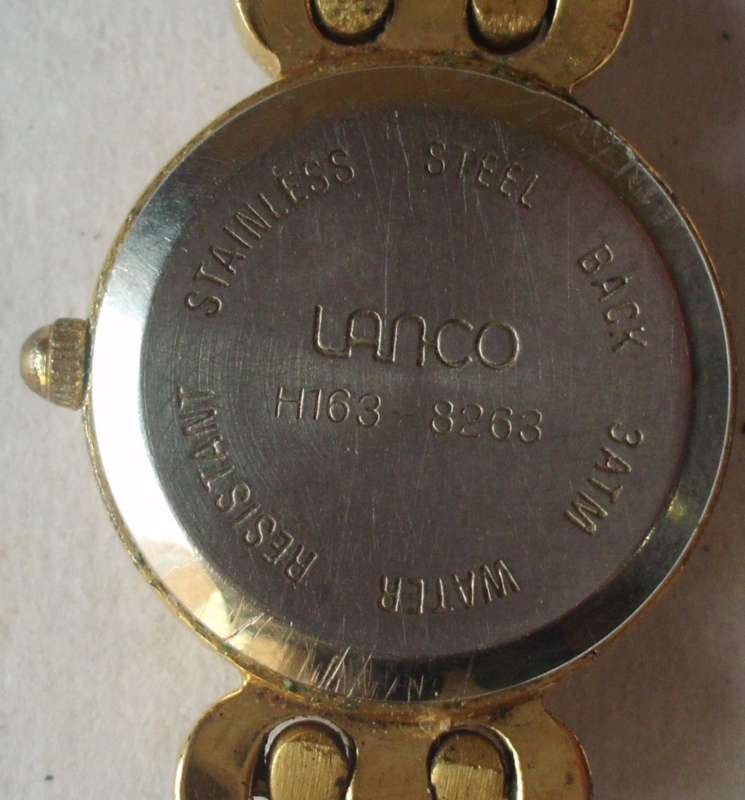 STAINLESS STEEL BACK 3ATM WATER RESISTANT
LANCO
H163-8263